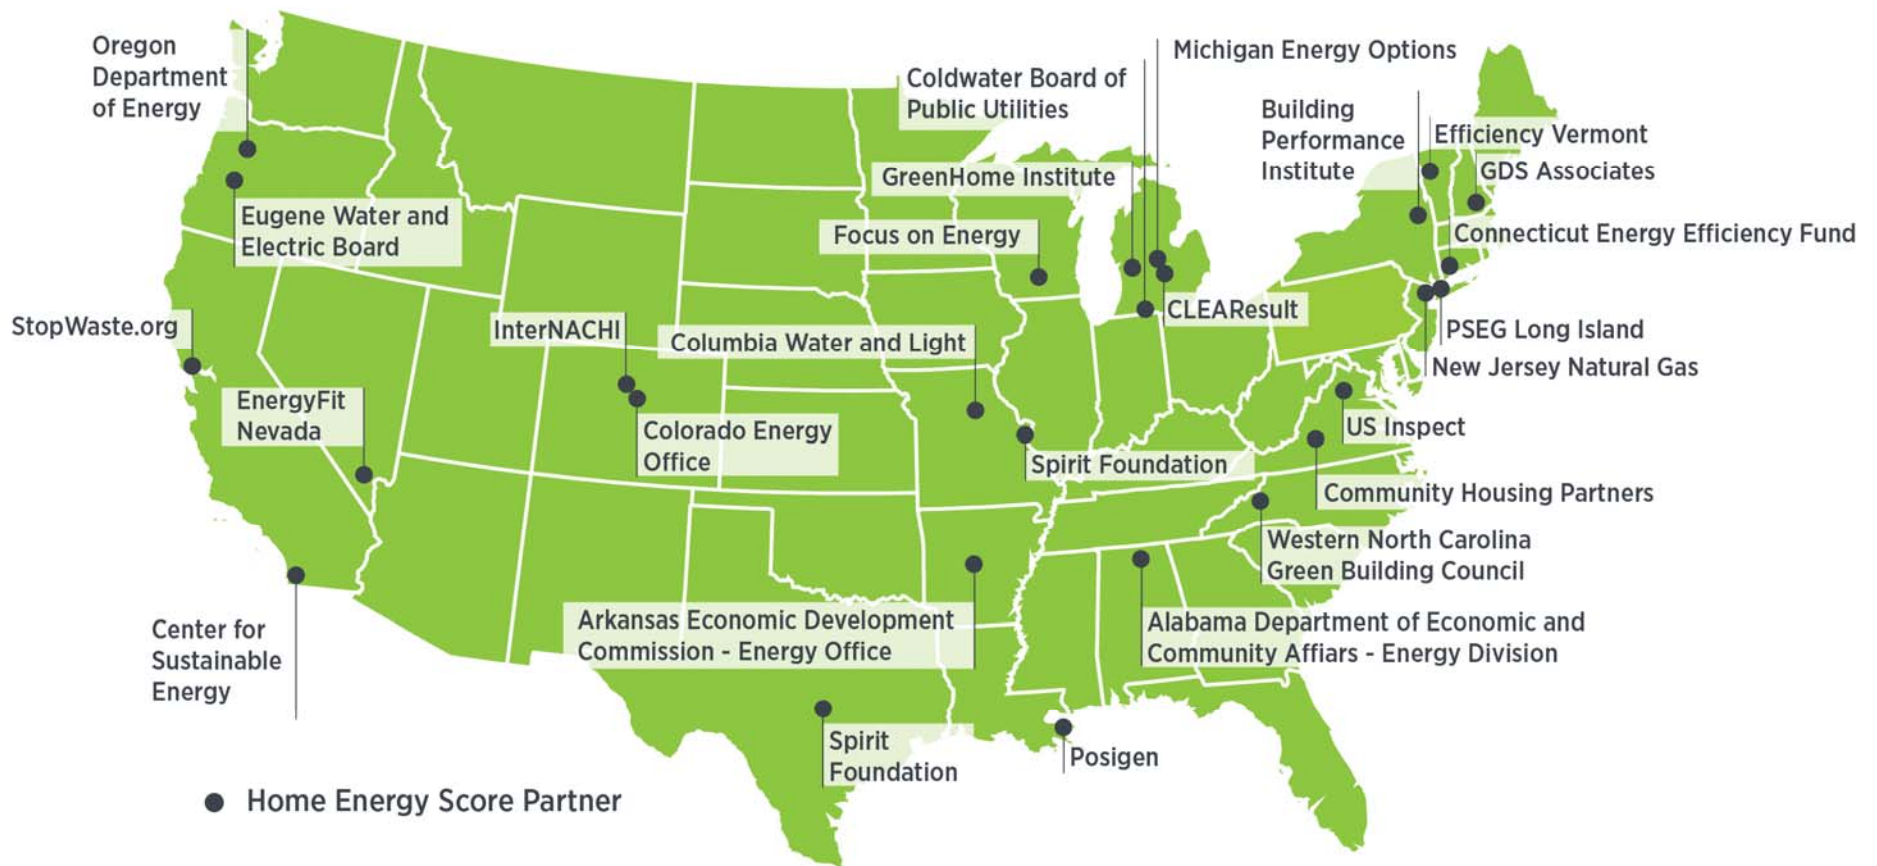 Oregon
Department
of Energy
Eugene Water and
Electric Board
StopWaste.org
EnergyFit
Nevada
Center for
Sustainable
Energy
InterNACHI
Colorado Energy
Office
Columbia Water and Light
Arkansas Economic Development
Commission - Energy Office
Spirit
Foundation
Posigen
Spirit Foundation
Focus on Energy
GreenHome Institute
Coldwater Board of
Public Utilities
Michigan Energy Options
CLEAResult
Building
Performance
Institute
Efficiency Vermont
GDS Associates
Connecticut Energy Efficiency Fund
PSEG Long Island
New Jersey Natural Gas
US Inspect
Community Housing Partners
Western North Carolina
Green Building Council
Alabama Department of Economic and
Community Affiars - Energy Division
Home Energy Score Partner